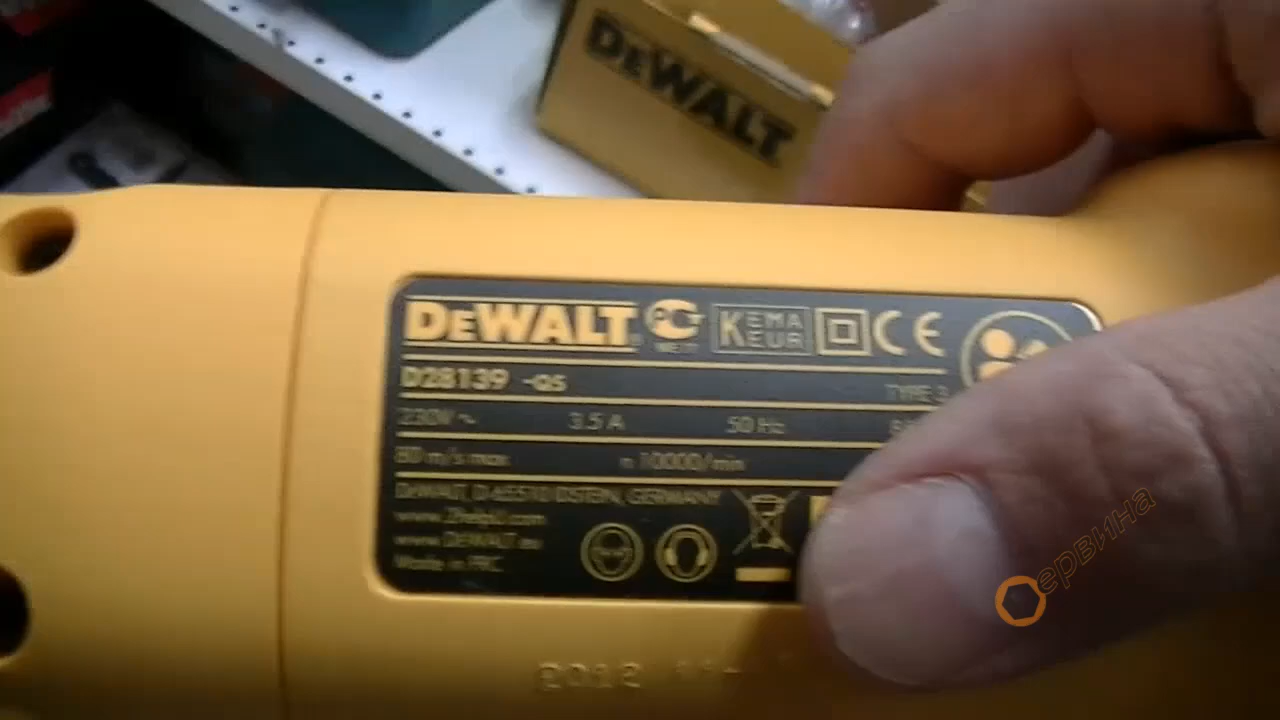 DEWALT
DEWALT
KEMA
EUR
CE
D28139 -QS
TYPE 3
230V ~ 3.5 A 50 Hz
80 m/s max n 10000/min
DEWALT, D-65510 IDSTEIN, GERMANY
www.2helpU.com
www.DEWALT.eu
Made in PRC
2012
ервина